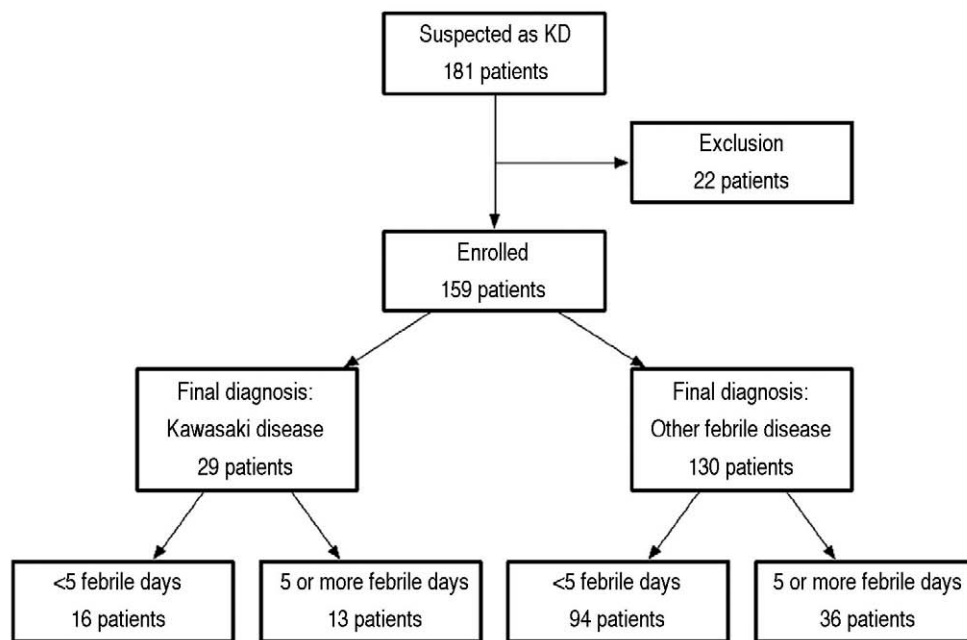 Suspected as KD
181 patients
Exclusion
22 patients
Enrolled
159 patients
Final diagnosis:
Kawasaki disease
29 patients
Final diagnosis:
Other febrile disease
130 patients
<5 febrile days
16 patients
5 or more febrile days
13 patients
<5 febrile days
94 patients
5 or more febrile days
36 patients